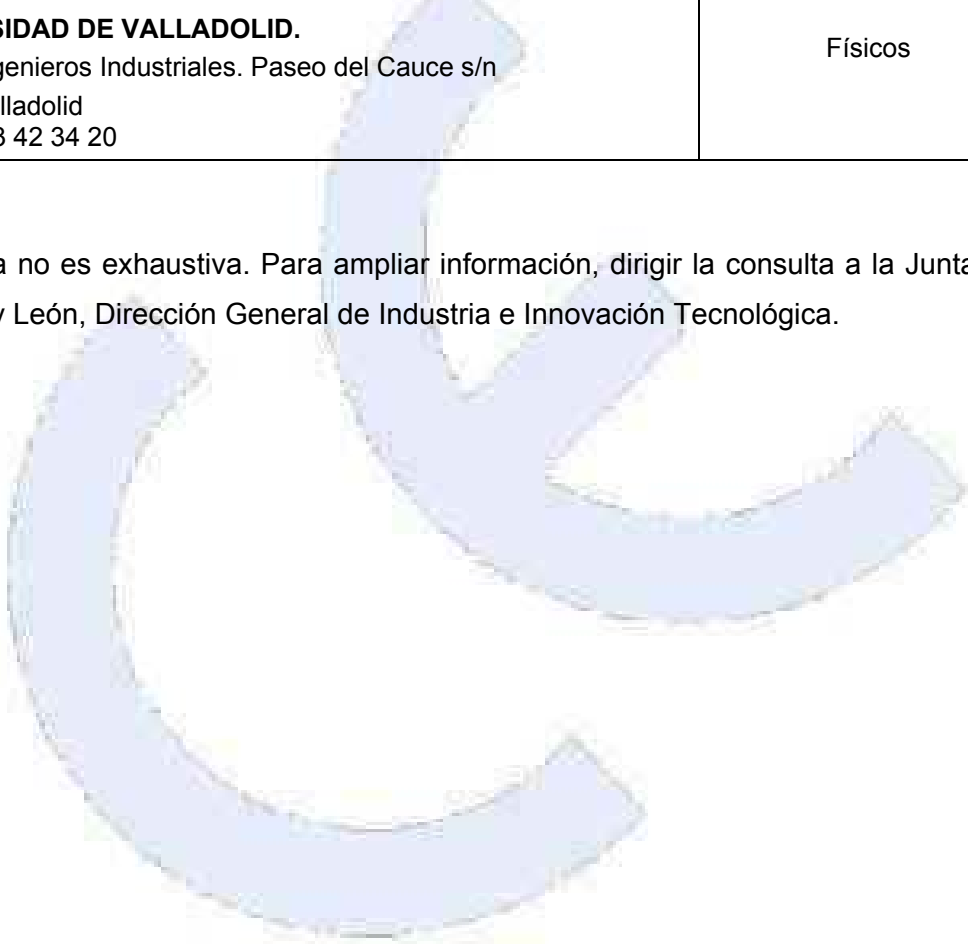 SIDAD DE VALLADOLID.
genieros Industriales. Paseo del Cauce s/n
lladolid
3 42 34 20
Físicos
a no es exhaustiva. Para ampliar información, dirigir la consulta a la Junta
y León, Dirección General de Industria e Innovación Tecnológica.